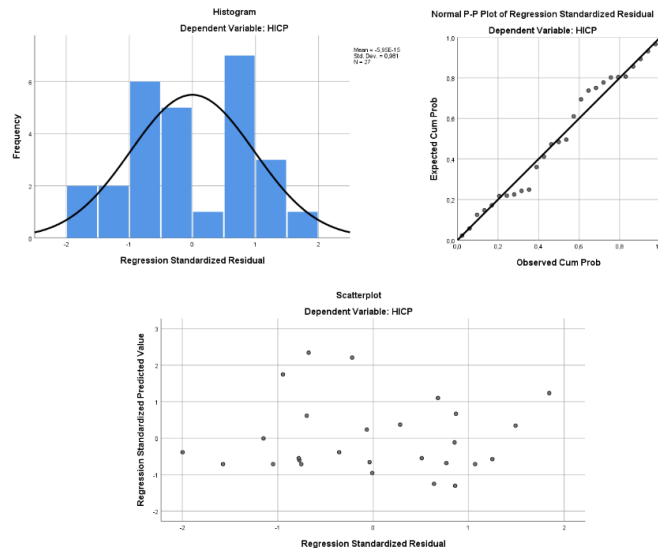 Histogram
Dependent Variable: HICP
Mean = -5,95E-15
Std. Dev. = 0,981
N = 27
Frequency
6
4
2
0
-2 -1 0 1 2
Regression Standardized Residual
Normal P-P Plot of Regression Standardized Residual
Dependent Variable: HICP
Expected Cum Prob
1,0
0,8
0,6
0,4
0,2
0,0
0,0 0,2 0,4 0,6 0,8 1,0
Observed Cum Prob
Scatterplot
Dependent Variable: HICP
Regression Standardized Predicted Value
3
2
1
0
-1
-2
-2 -1 0 1 2
Regression Standardized Residual